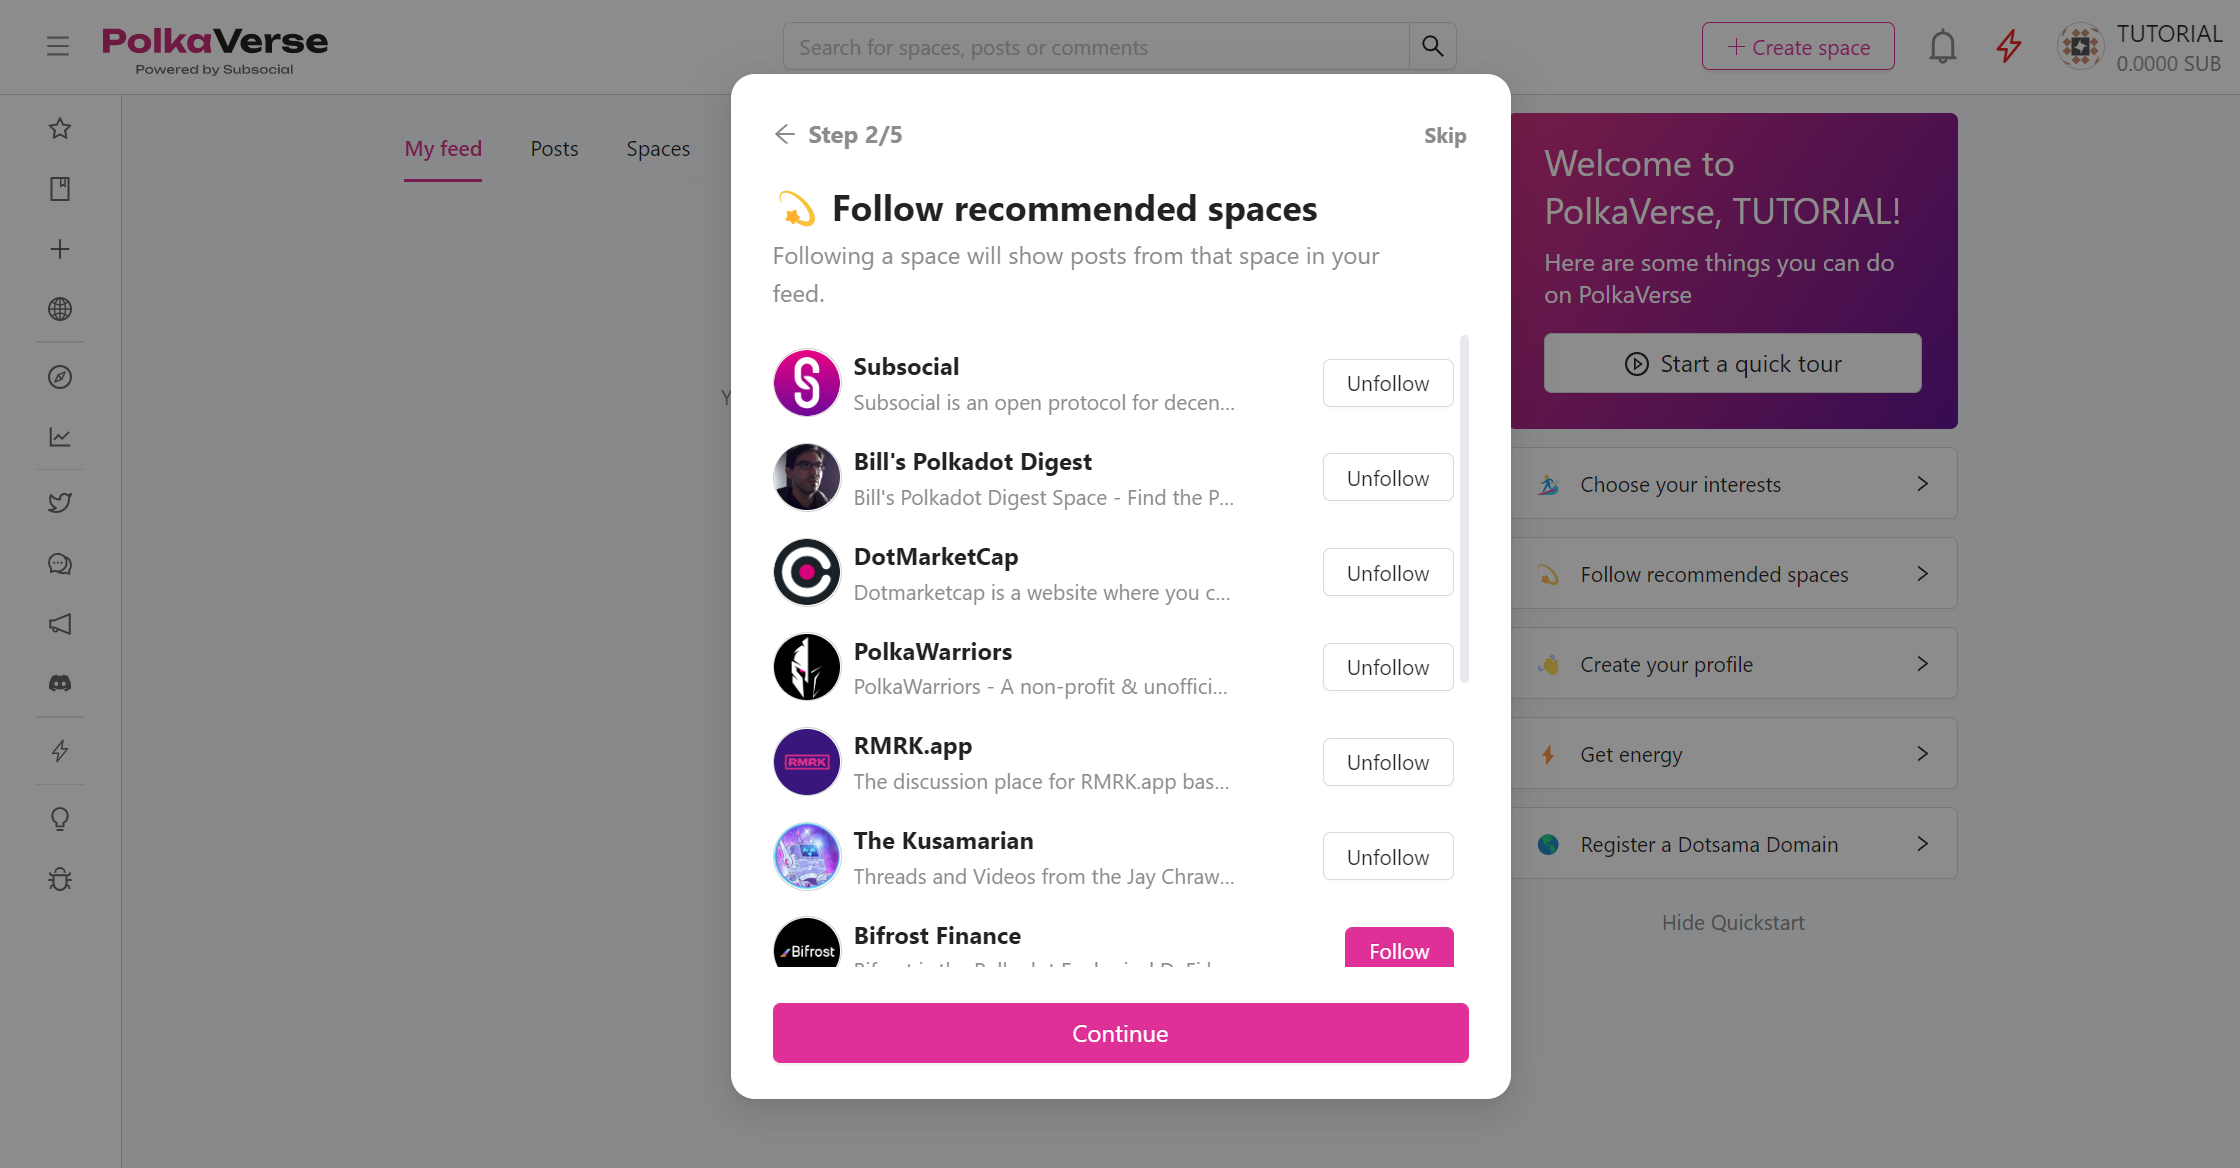 PolkaVerse
Powered by Subsocial
Search for spaces, posts or comments
Create space
TUTORIAL
0.0000 SUB
My feed
Posts
Spaces
Y
Step 2/5
Skip
Follow recommended spaces
Following a space will show posts from that space in your
feed.
Subsocial
Subsocial is an open protocol for decen...
Unfollow
Bill's Polkadot Digest
Bill's Polkadot Digest Space - Find the P...
Unfollow
DotMarketCap
Dotmarketcap is a website where you c...
Unfollow
PolkaWarriors
PolkaWarriors - A non-profit & unoffici...
Unfollow
RMRK
RMRK.app
The discussion place for RMRK.app bas...
Unfollow
The Kusamarian
Threads and Videos from the Jay Chraw...
Unfollow
Bifrost
Bifrost Finance
Follow
Continue
Welcome to
PolkaVerse, TUTORIAL!
Here are some things you can do
on PolkaVerse
Start a quick tour
Choose your interests
Follow recommended spaces
Create your profile
Get energy
Register a Dotsama Domain
Hide Quickstart